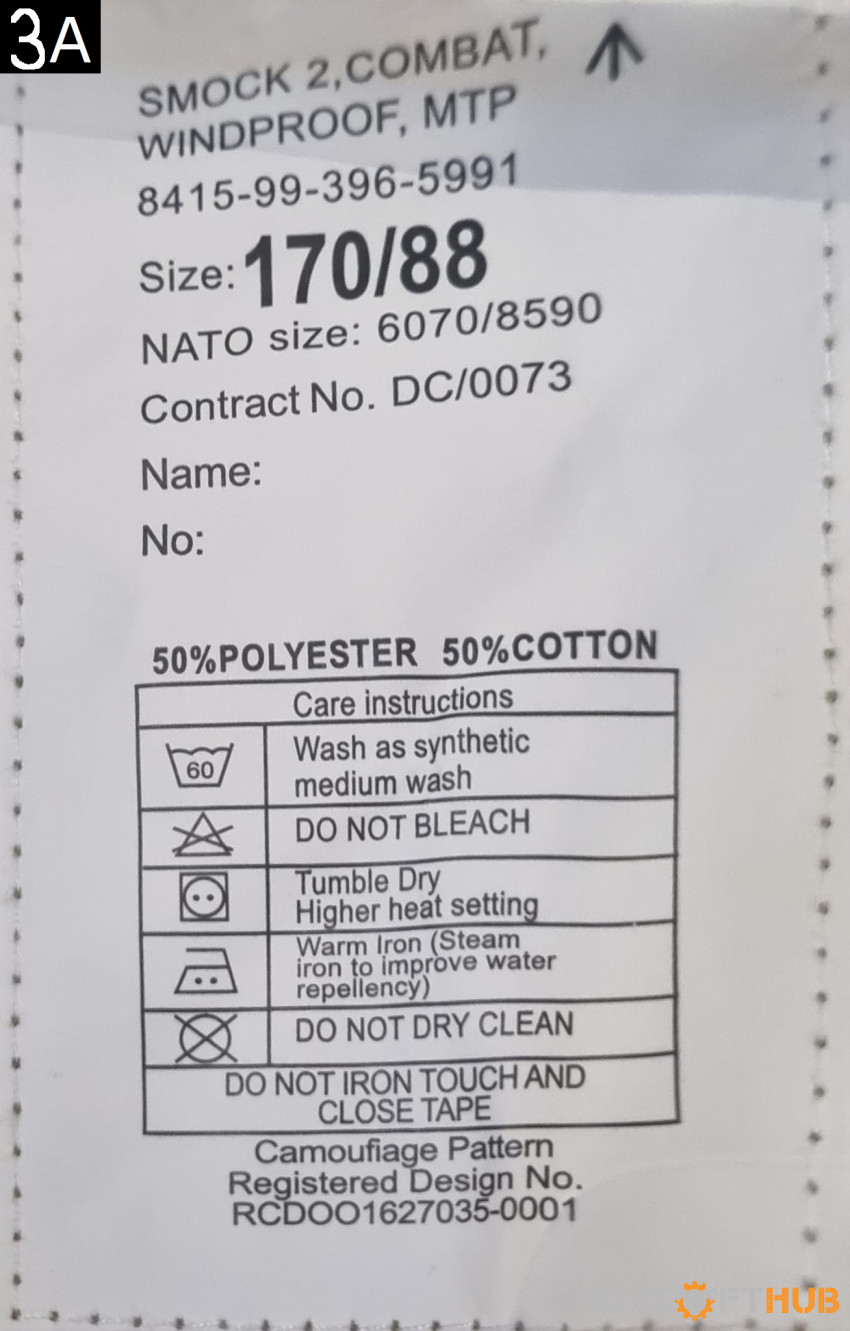 3A
SMOCK 2,COMBAT,
WINDPROOF, MTP
8415-99-396-5991
Size: 170/88
NATO size: 6070/8590
Contract No. DC/0073
Name:
No:
50%POLYESTER 50%COTTON
Care instructions
60 Wash as synthetic
medium wash
DO NOT BLEACH
Tumble Dry
Higher heat setting
Warm Iron (Steam
iron to improve water
repellency)
DO NOT DRY CLEAN
DO NOT IRON TOUCH AND
CLOSE TAPE
Camoufiage Pattern
Registered Design No.
RCDOO1627035-0001
FTHUB